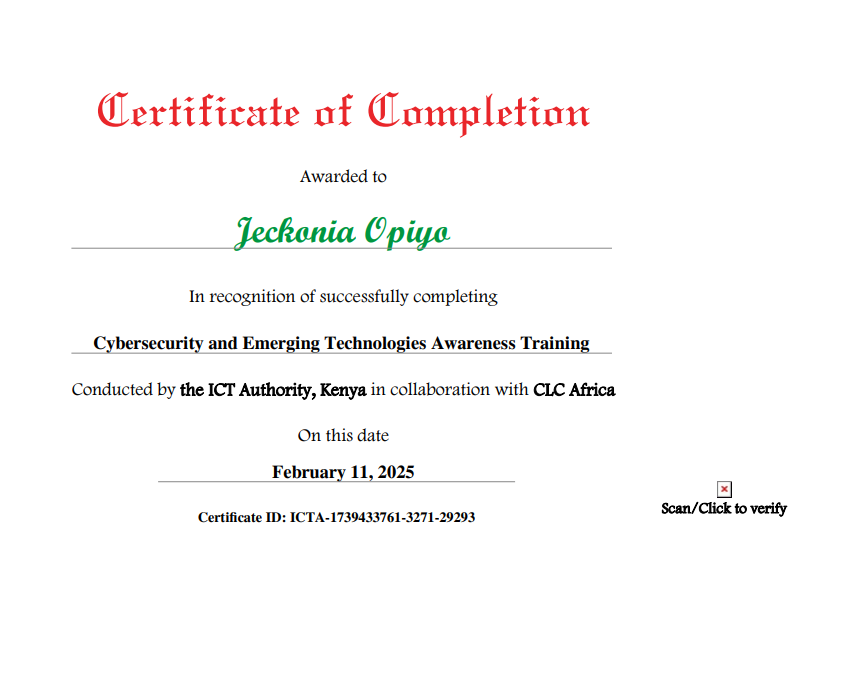 Certificate of Completion
Awarded to
Jeckonia Opiyo
In recognition of successfully completing
Cybersecurity and Emerging Technologies Awareness Training
Conducted by the ICT Authority, Kenya in collaboration with CLC Africa
On this date
February 11, 2025
Certificate ID: ICTA-1739433761-3271-29293
Scan/Click to verify